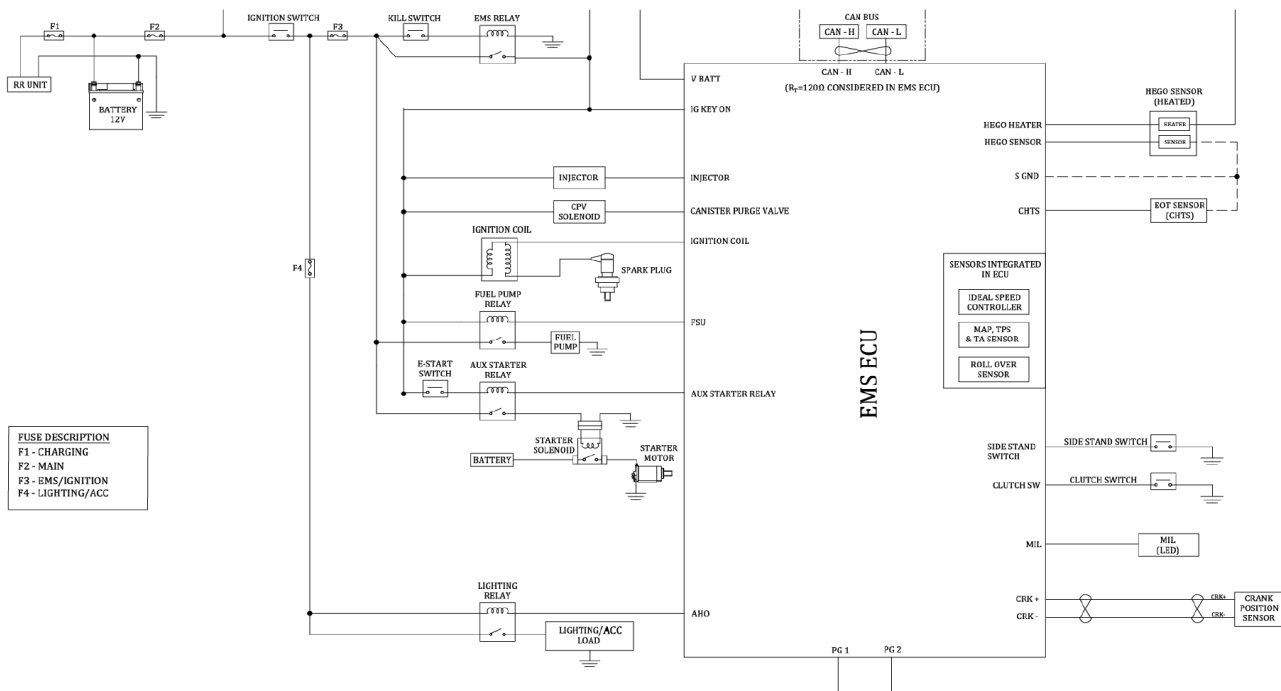 F1
F2
IGNITION SWITCH
F3
KILL SWITCH
EMS RELAY
RR UNIT
BATTERY
12V
CAN BUS
CAN - H
CAN - L
CAN - H
CAN - L
(RT=120Ω CONSIDERED IN EMS ECU)
V BATT
IG KEY ON
HEGO SENSOR
(HEATED)
HEGO HEATER
HEATER
HEGO SENSOR
SENSOR
INJECTOR
INJECTOR
S GND
CPV
SOLENOID
CANISTER PURGE VALVE
CHTS
EOT SENSOR
(CHTS)
IGNITION COIL
IGNITION COIL
F4
SPARK PLUG
SENSORS INTEGRATED
IN ECU
IDEAL SPEED
CONTROLLER
MAP, TPS
& TA SENSOR
ROLL OVER
SENSOR
FUEL PUMP
RELAY
FSU
FUEL
PUMP
EMS ECU
E-START
SWITCH
AUX STARTER
RELAY
AUX STARTER RELAY
STARTER
SOLENOID
STARTER
MOTOR
BATTERY
FUSE DESCRIPTION
F1 - CHARGING
F2 - MAIN
F3 - EMS/IGNITION
F4 - LIGHTING/ACC
SIDE STAND
SWITCH
SIDE STAND SWITCH
CLUTCH SW
CLUTCH SWITCH
MIL
MIL
(LED)
LIGHTING
RELAY
AHO
LIGHTING/ACC
LOAD
CRK +
CRK+
CRK -
CRK-
CRANK
POSITION
SENSOR
PG 1
PG 2